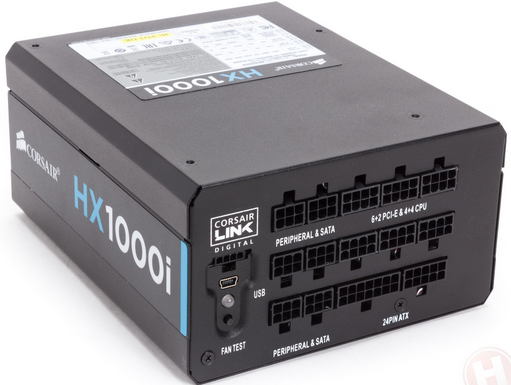 CORSAIR
HX1000i
CORSAIR
HX1000i
CORSAIR
LINK
DIGITAL
PERIPHERAL & SATA
6+2 PCI-E & 4+4 CPU
USB
FAN TEST
PERIPHERAL & SATA
24PIN ATX
H